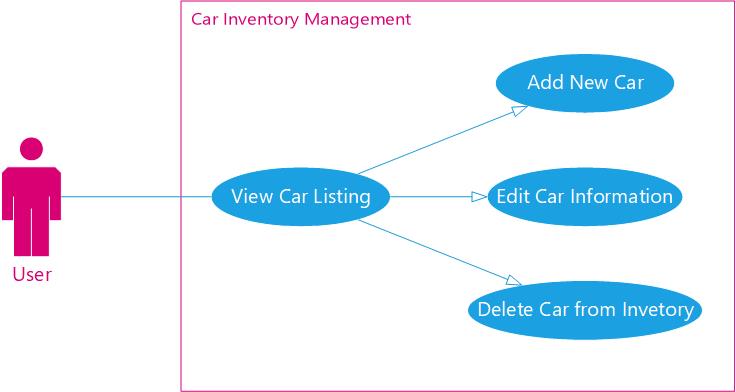 Car Inventory Management
Add New Car
View Car Listing
Edit Car Information
User
Delete Car from Invetory